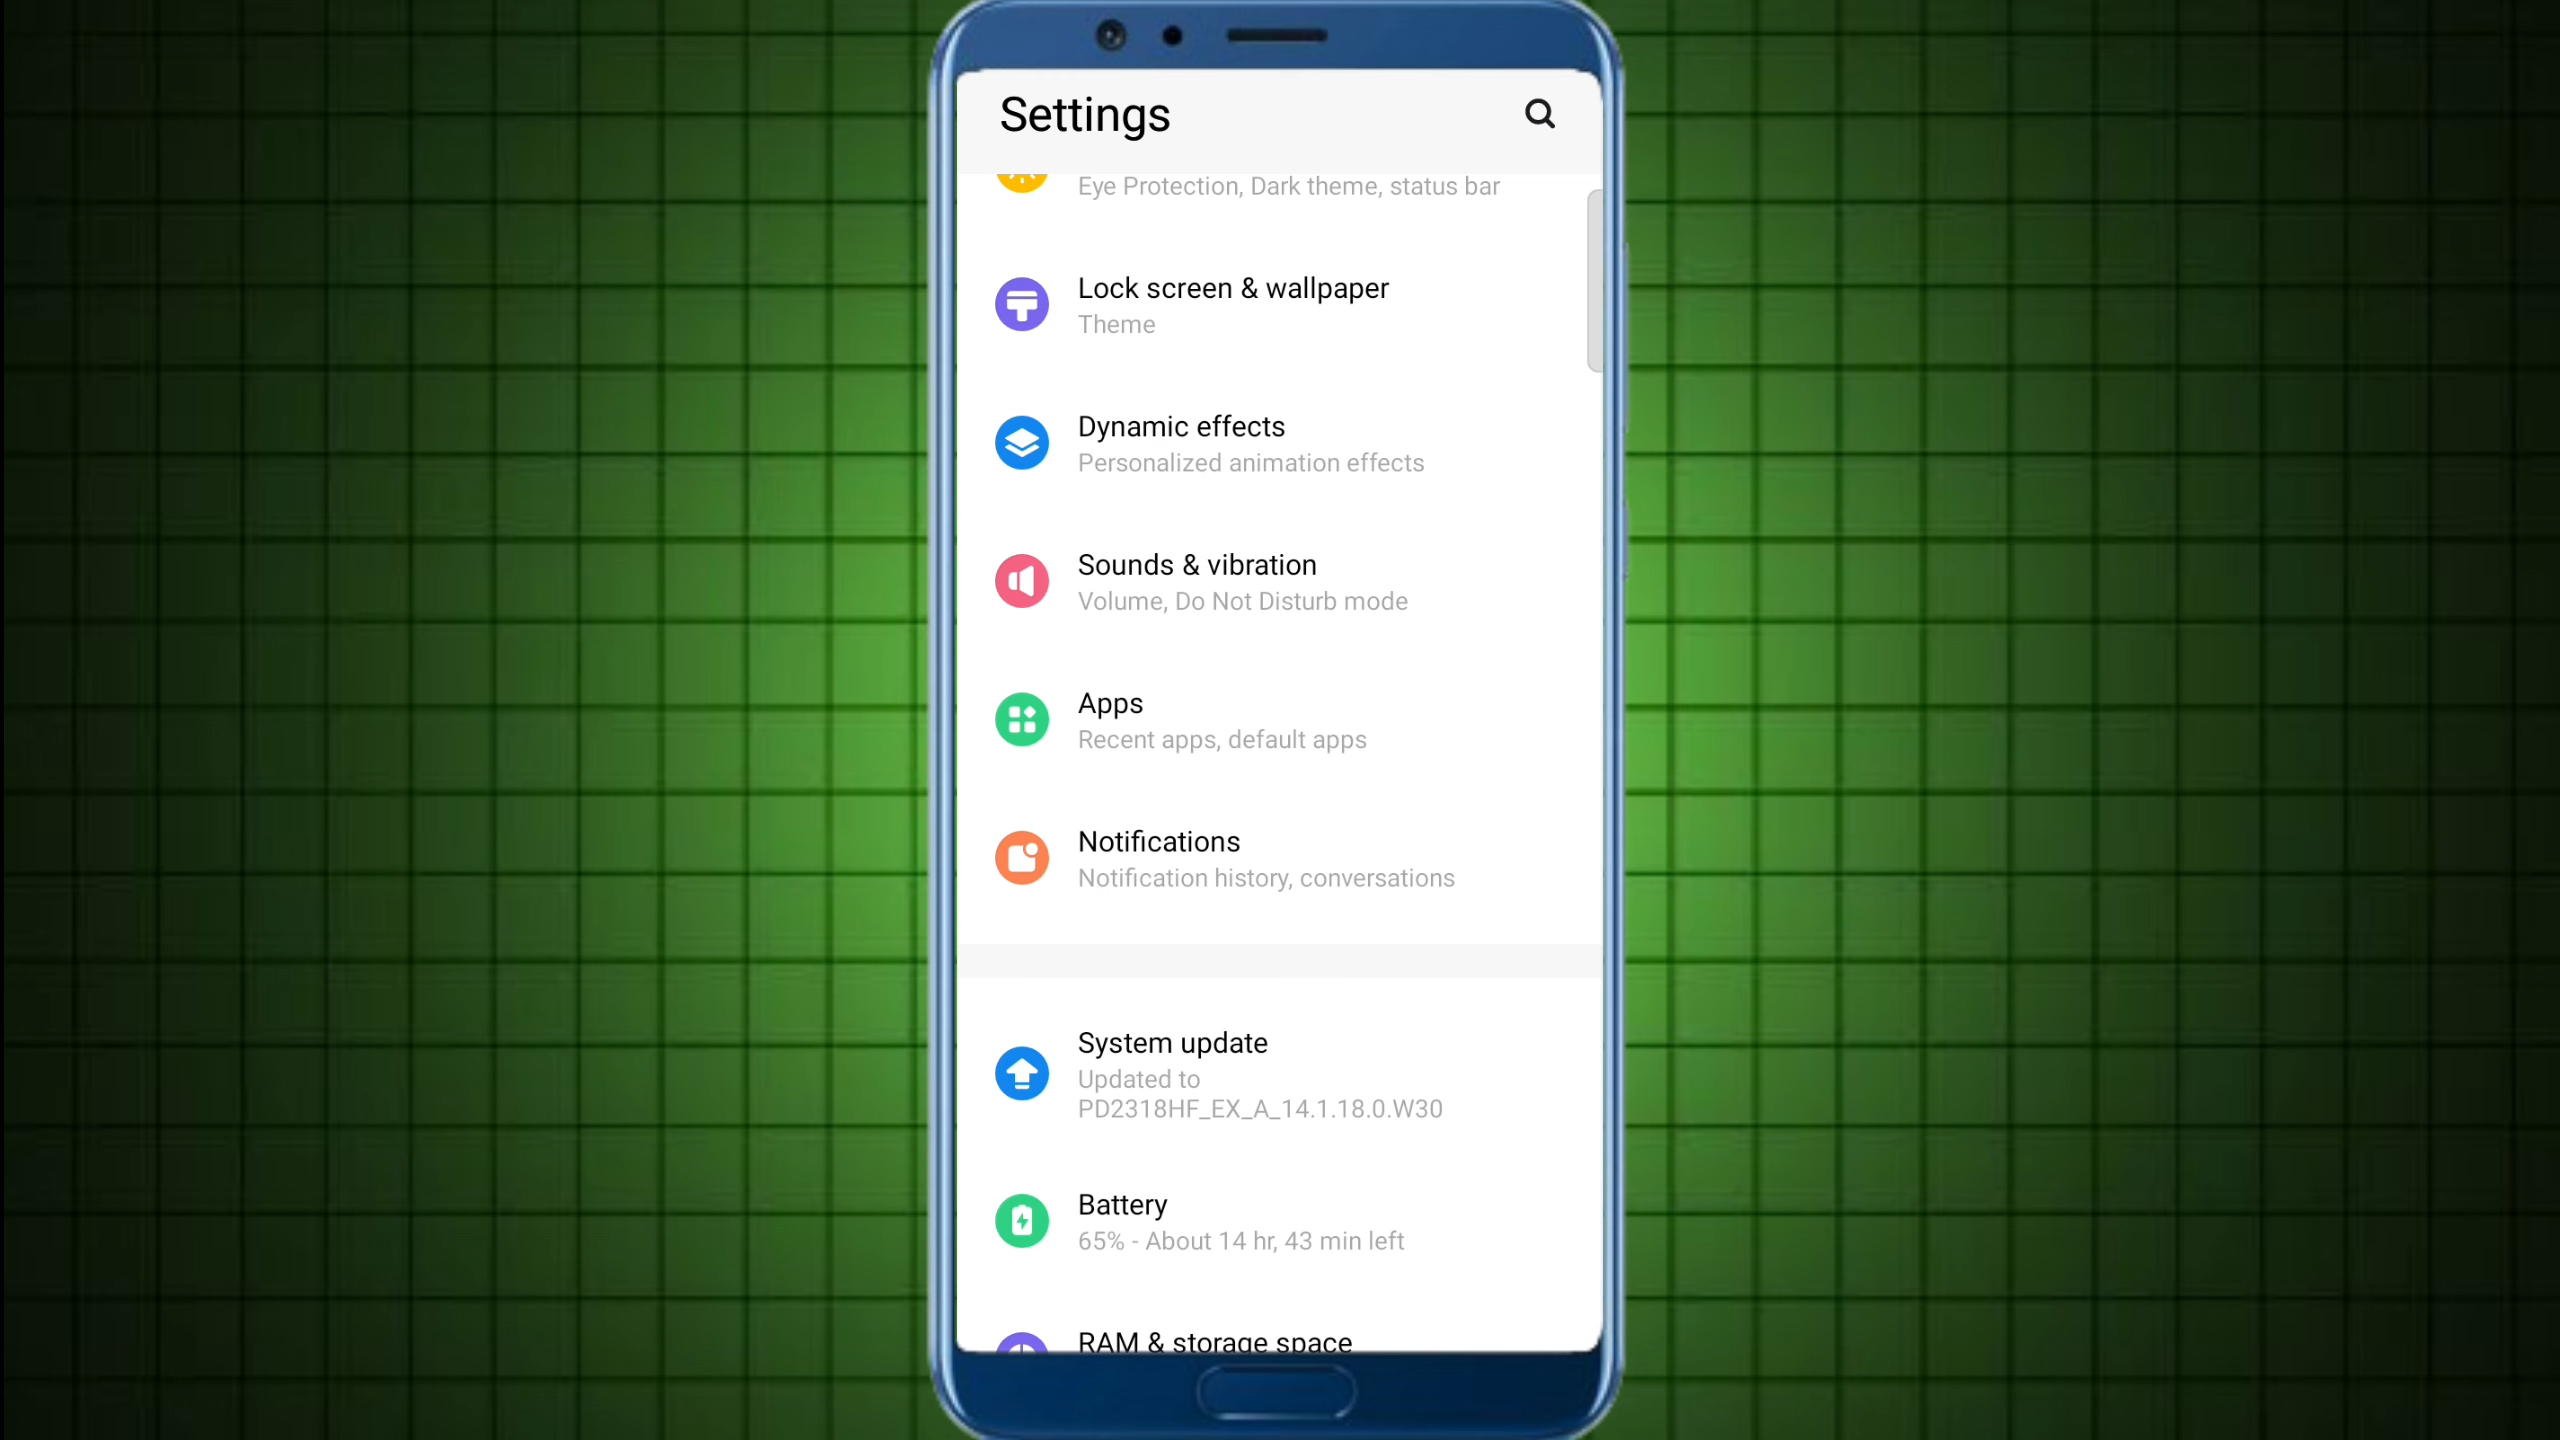 Settings
Eye Protection, Dark theme, status bar
Lock screen & wallpaper
Theme
Dynamic effects
Personalized animation effects
Sounds & vibration
Volume, Do Not Disturb mode
Apps
Recent apps, default apps
Notifications
Notification history, conversations
System update
Updated to
PD2318HF_EX_A_14.1.18.0.W30
Battery
65% - About 14 hr, 43 min left
RAM & storage space